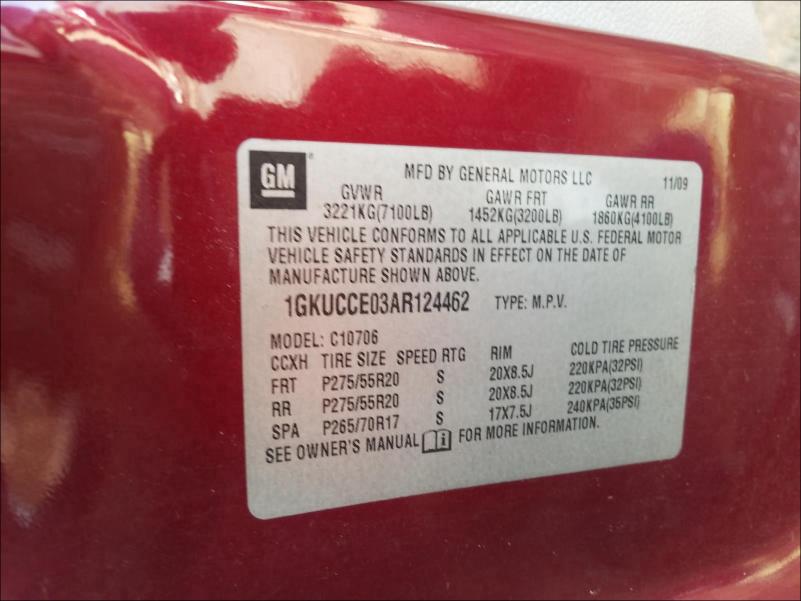 GM
MFD BY GENERAL MOTORS LLC 11/09
GVWR GAWR FRT GAWR RR
3221KG(7100LB) 1452KG(3200LB) 1860KG(4100LB)
THIS VEHICLE CONFORMS TO ALL APPLICABLE U.S. FEDERAL MOTOR
VEHICLE SAFETY STANDARDS IN EFFECT ON THE DATE OF
MANUFACTURE SHOWN ABOVE.
1GKUCCE03AR124462 TYPE: M.P.V.
MODEL: C10706
CCXH TIRE SIZE SPEED RTG RIM COLD TIRE PRESSURE
FRT P275/55R20 S 20X8.5J 220KPA(32PSI)
RR P275/55R20 S 20X8.5J 220KPA(32PSI)
SPA P265/70R17 S 17X7.5J 240KPA(35PSI)
SEE OWNER'S MANUAL i FOR MORE INFORMATION.